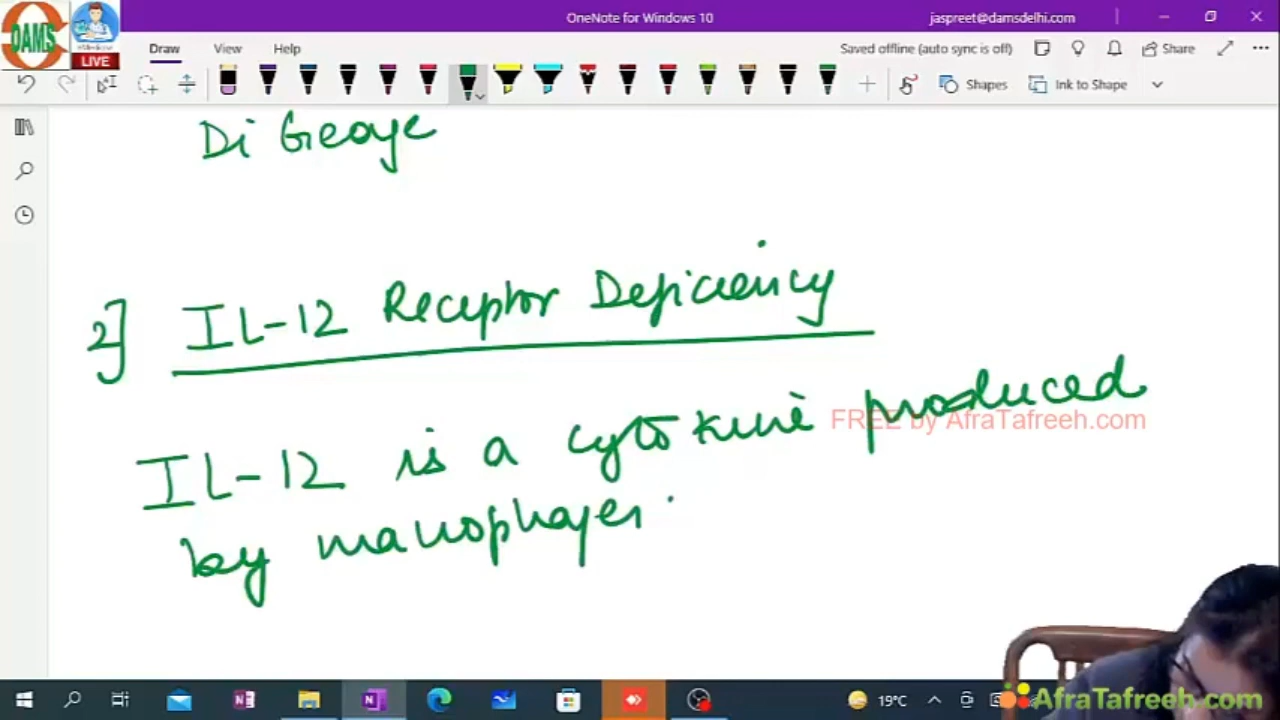 DAMS
LIVE
OneNote for Windows 10
jaspreet@damsdelhi.com
Draw
View
Help
Saved offline (auto sync is off)
Share
Shapes
Ink to Shape
Di George
2] IL-12 Receptor Deficiency
IL-12 is a cytokine produced
FREE by AfraTafreeh.com
by macrophages
19°C
AfraTafreeh.com